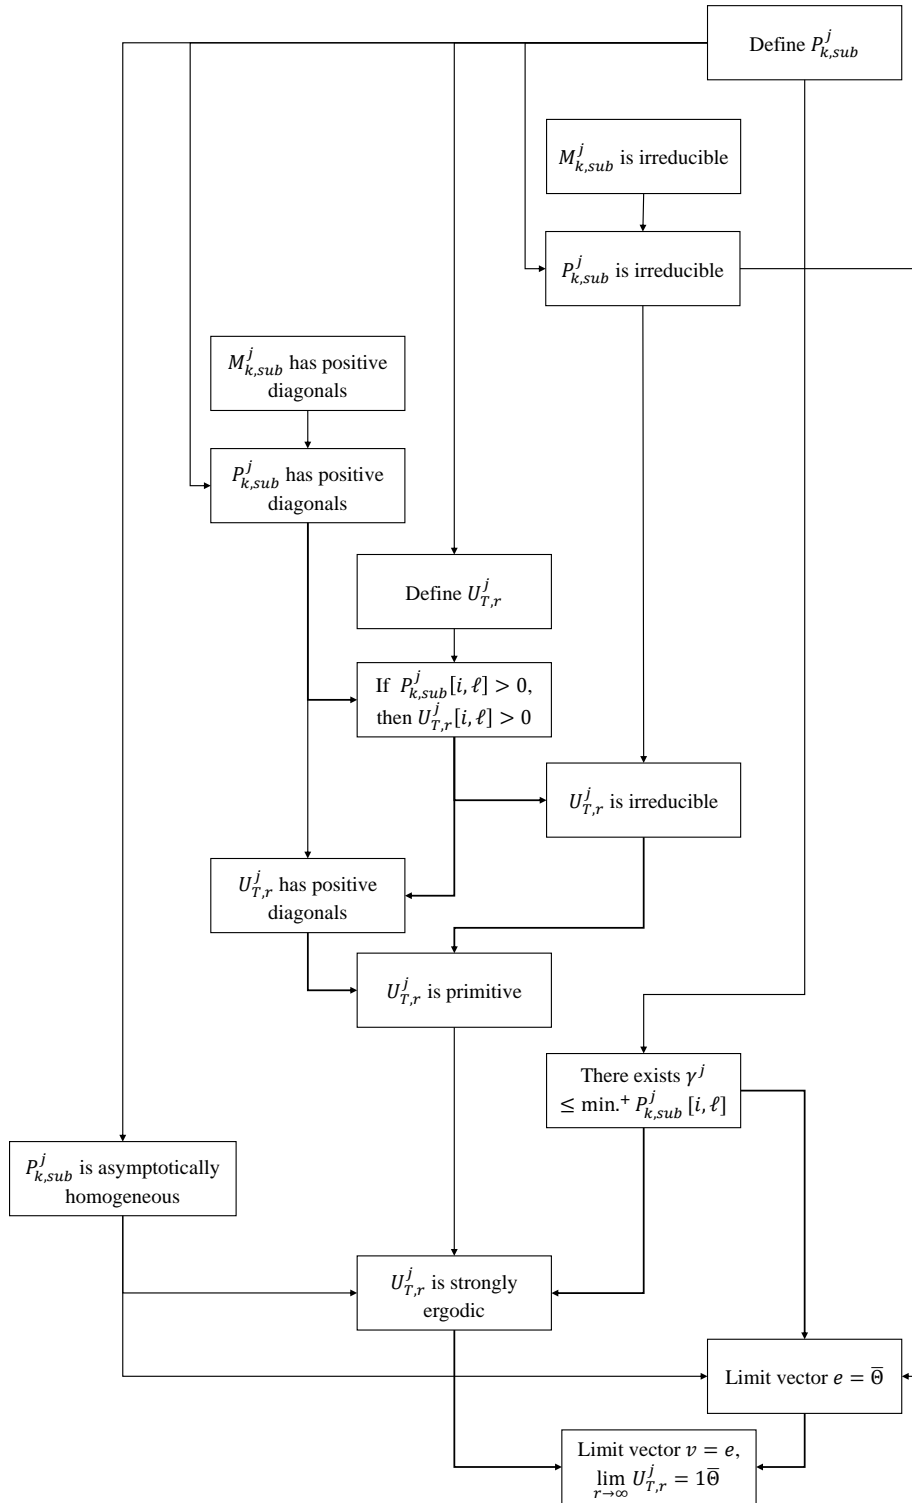 Define $P_{k,sub}^{j}$
$M_{k,sub}^{j}$ is irreducible
$P_{k,sub}^{j}$ is irreducible
$M_{k,sub}^{j}$ has positive
diagonals
$P_{k,sub}^{j}$ has positive
diagonals
Define $U_{T,r}^{j}$
If $P_{k,sub}^{j}[i,\ell] > 0$,
then $U_{T,r}^{j}[i,\ell] > 0$
$U_{T,r}^{j}$ is irreducible
$U_{T,r}^{j}$ has positive
diagonals
$U_{T,r}^{j}$ is primitive
There exists $\gamma^{j}$
$\leq \min.^{+} P_{k,sub}^{j}[i,\ell]$
$P_{k,sub}^{j}$ is asymptotically
homogeneous
$U_{T,r}^{j}$ is strongly
ergodic
Limit vector $e = \overline{\Theta}$
Limit vector $v = e$,
$\lim_{r \to \infty} U_{T,r}^{j} = 1\overline{\Theta}$